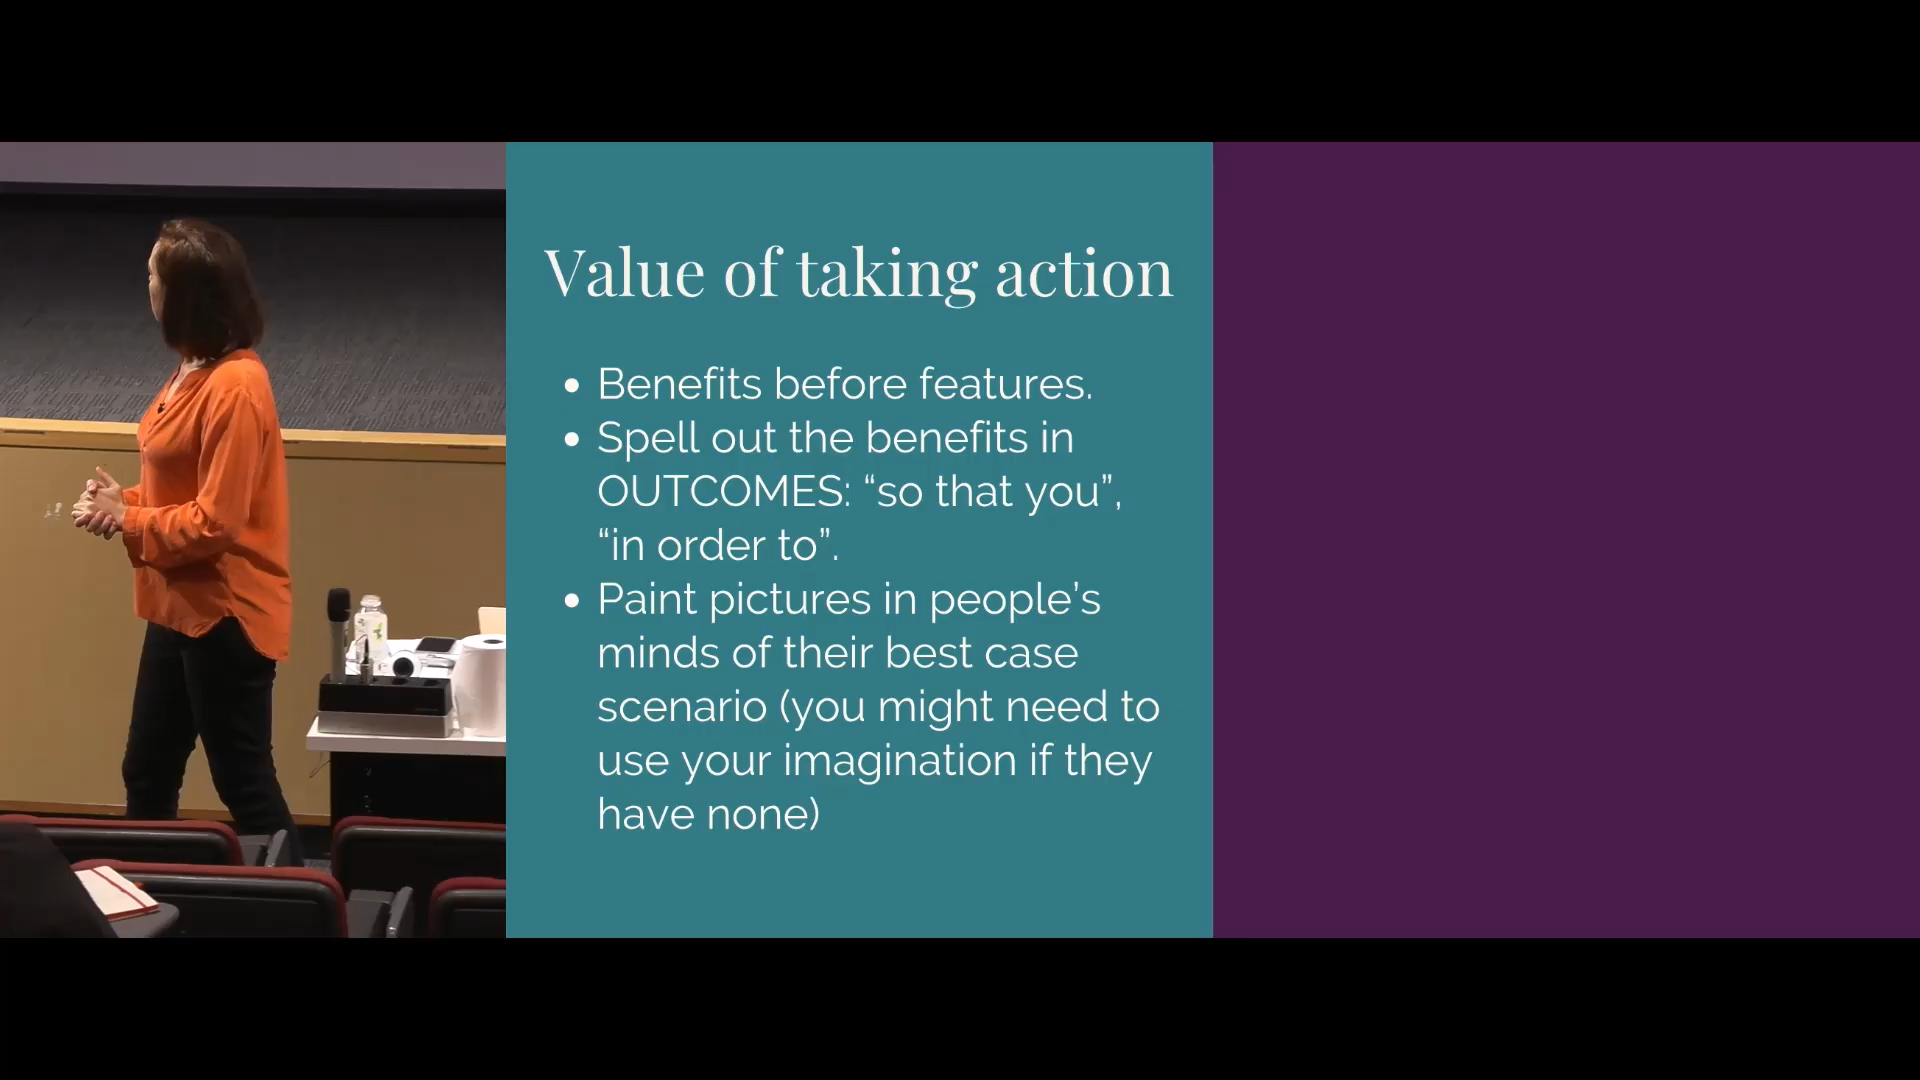 Value of taking action
• Benefits before features.
• Spell out the benefits in
OUTCOMES: “so that you”,
“in order to”.
• Paint pictures in people’s
minds of their best case
scenario (you might need to
use your imagination if they
have none)